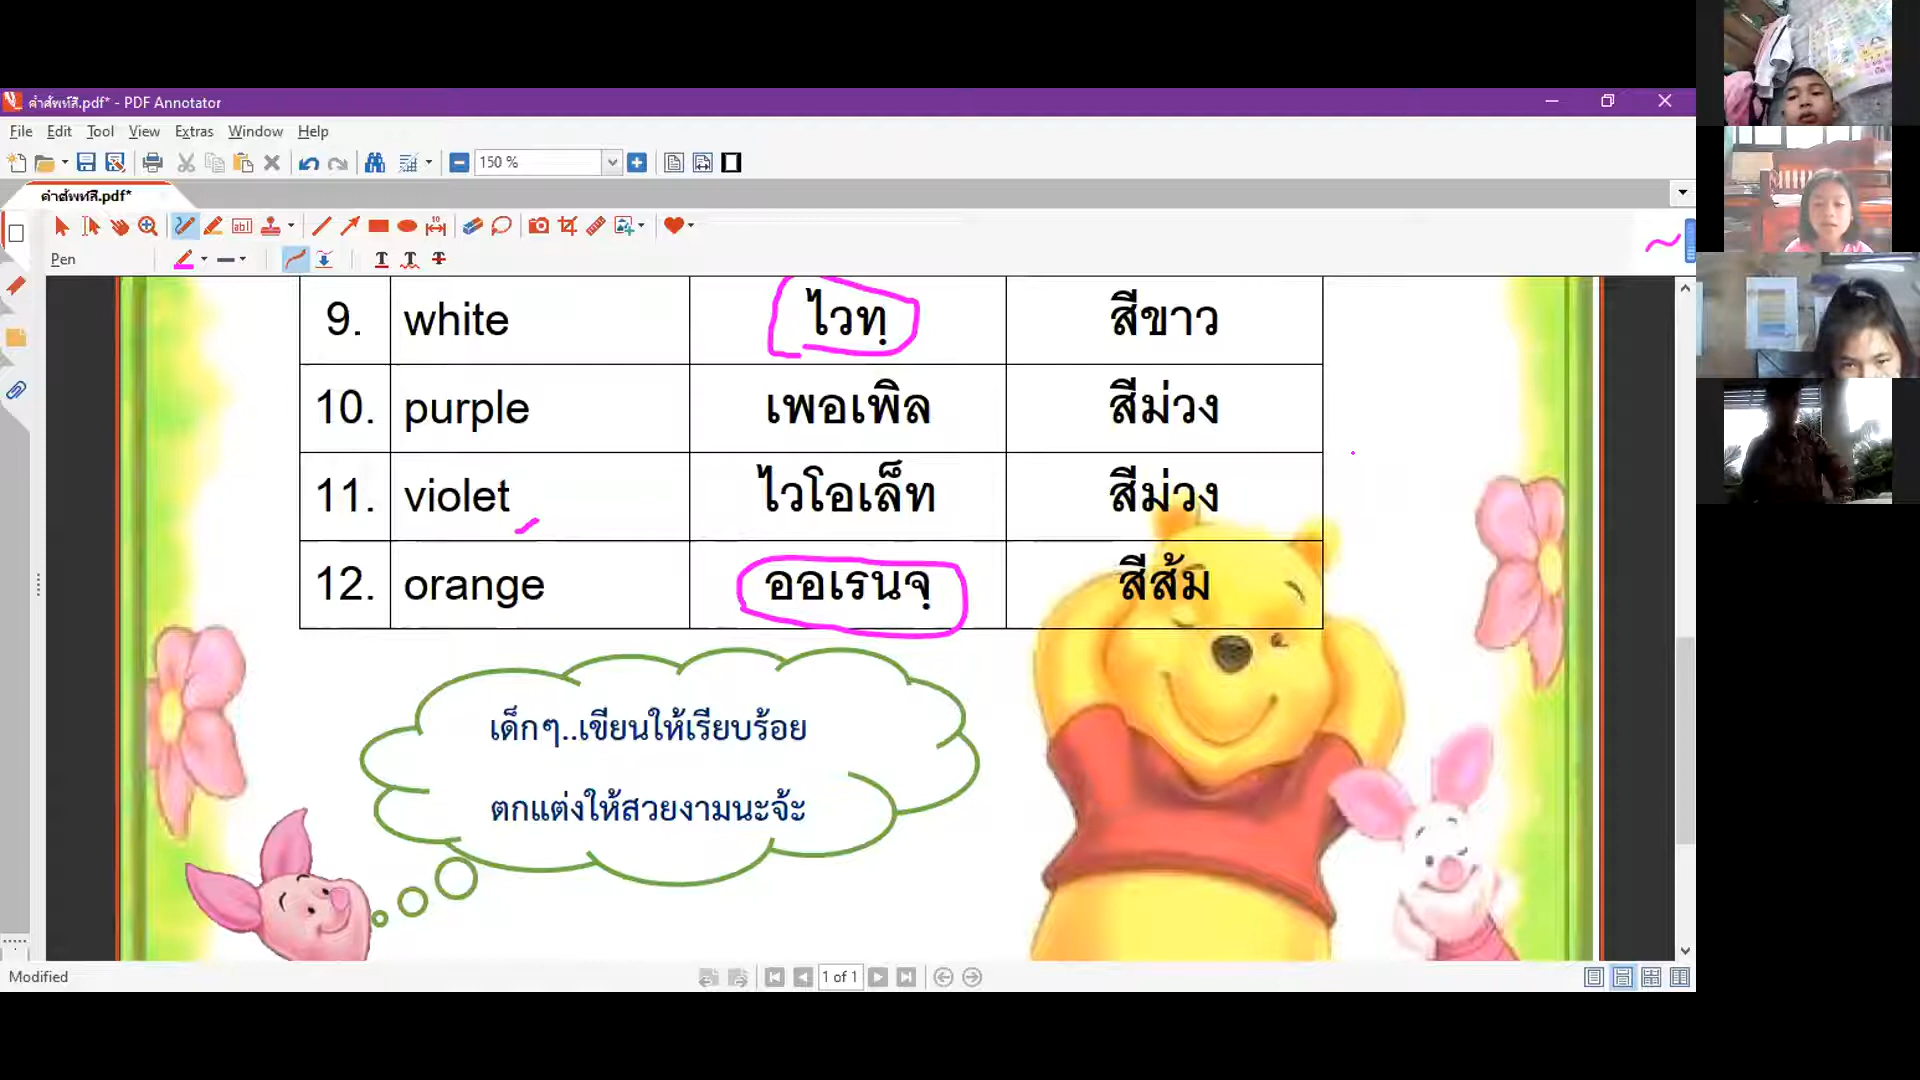 คำศัพท์สี.pdf* - PDF Annotator
File Edit Tool View Extras Window Help
150 %
คำศัพท์สี.pdf*
Pen
9. white ไวทฺ สีขาว
10. purple เพอเพิล สีม่วง
11. violet ไวโอเล็ท สีม่วง
12. orange ออเรนจฺ สีส้ม
เด็กๆ..เขียนให้เรียบร้อย
ตกแต่งให้สวยงามนะจ้ะ
Modified
1 of 1